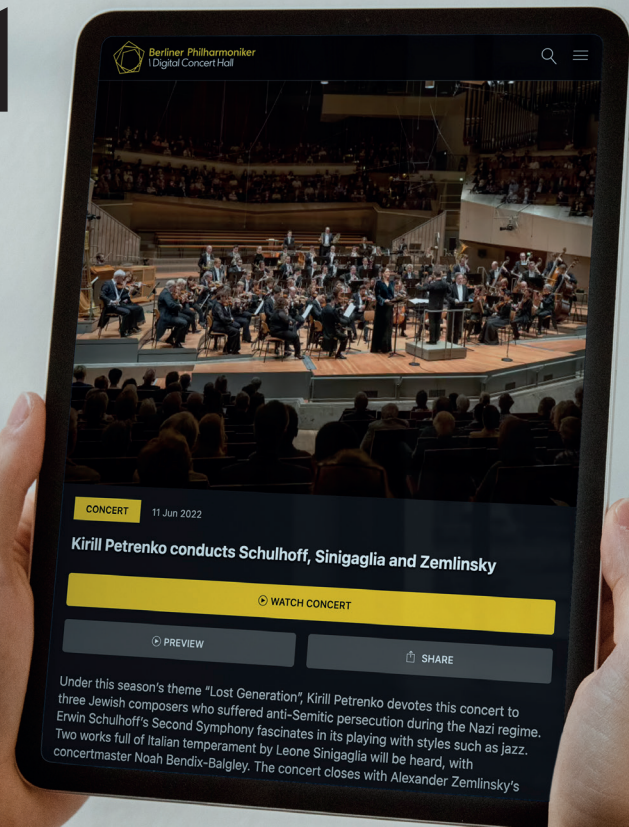 Berliner Philharmoniker
\ Digital Concert Hall
CONCERT 11 Jun 2022
Kirill Petrenko conducts Schulhoff, Sinigaglia and Zemlinsky
WATCH CONCERT
PREVIEW SHARE
Under this season's theme "Lost Generation", Kirill Petrenko devotes this concert to
three Jewish composers who suffered anti-Semitic persecution during the Nazi regime.
Erwin Schulhoff's Second Symphony fascinates in its playing with styles such as jazz.
Two works full of Italian temperament by Leone Sinigaglia will be heard, with
concertmaster Noah Bendix-Balgley. The concert closes with Alexander Zemlinsky's